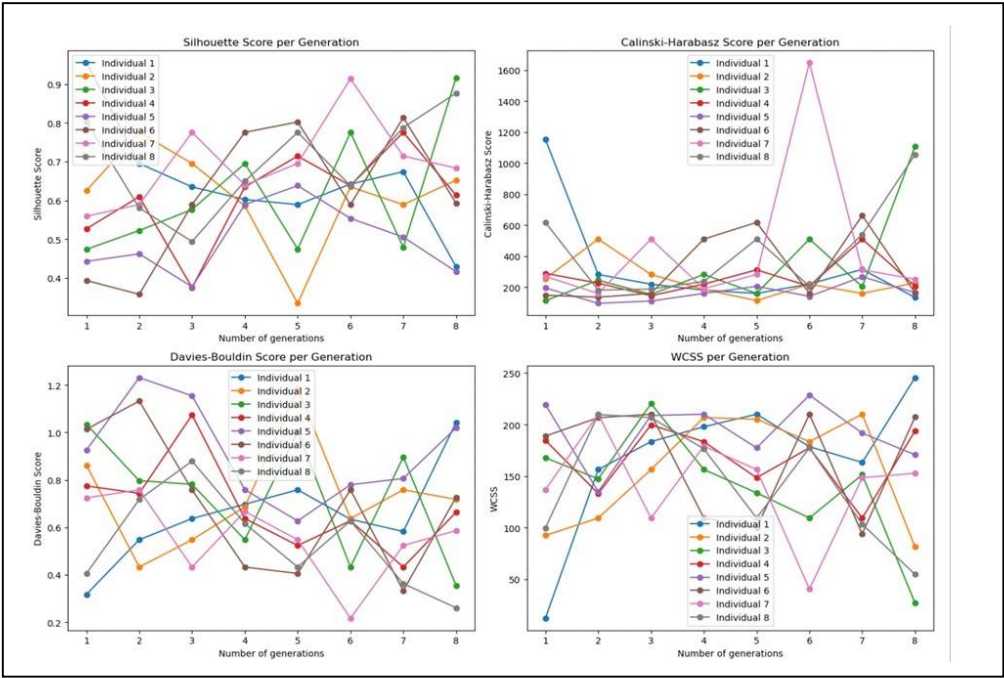 Silhouette Score per Generation
Silhouette Score
0.9
0.8
0.7
0.6
0.5
0.4
Individual 1
Individual 2
Individual 3
Individual 4
Individual 5
Individual 6
Individual 7
Individual 8
1 2 3 4 5 6 7 8
Number of generations
Calinski-Harabasz Score per Generation
Calinski-Harabasz Score
1600
1400
1200
1000
800
600
400
200
Individual 1
Individual 2
Individual 3
Individual 4
Individual 5
Individual 6
Individual 7
Individual 8
1 2 3 4 5 6 7 8
Number of generations
Davies-Bouldin Score per Generation
Davies-Bouldin Score
1.2
1.0
0.8
0.6
0.4
0.2
Individual 1
Individual 2
Individual 3
Individual 4
Individual 5
Individual 6
Individual 7
Individual 8
1 2 3 4 5 6 7 8
Number of generations
WCSS per Generation
WCSS
250
200
150
100
50
Individual 1
Individual 2
Individual 3
Individual 4
Individual 5
Individual 6
Individual 7
Individual 8
1 2 3 4 5 6 7 8
Number of generations